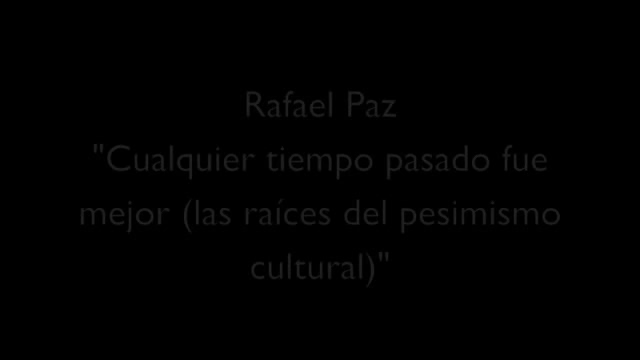 Rafael Paz
"Cualquier tiempo pasado fue
mejor (las raíces del pesimismo
cultural)"